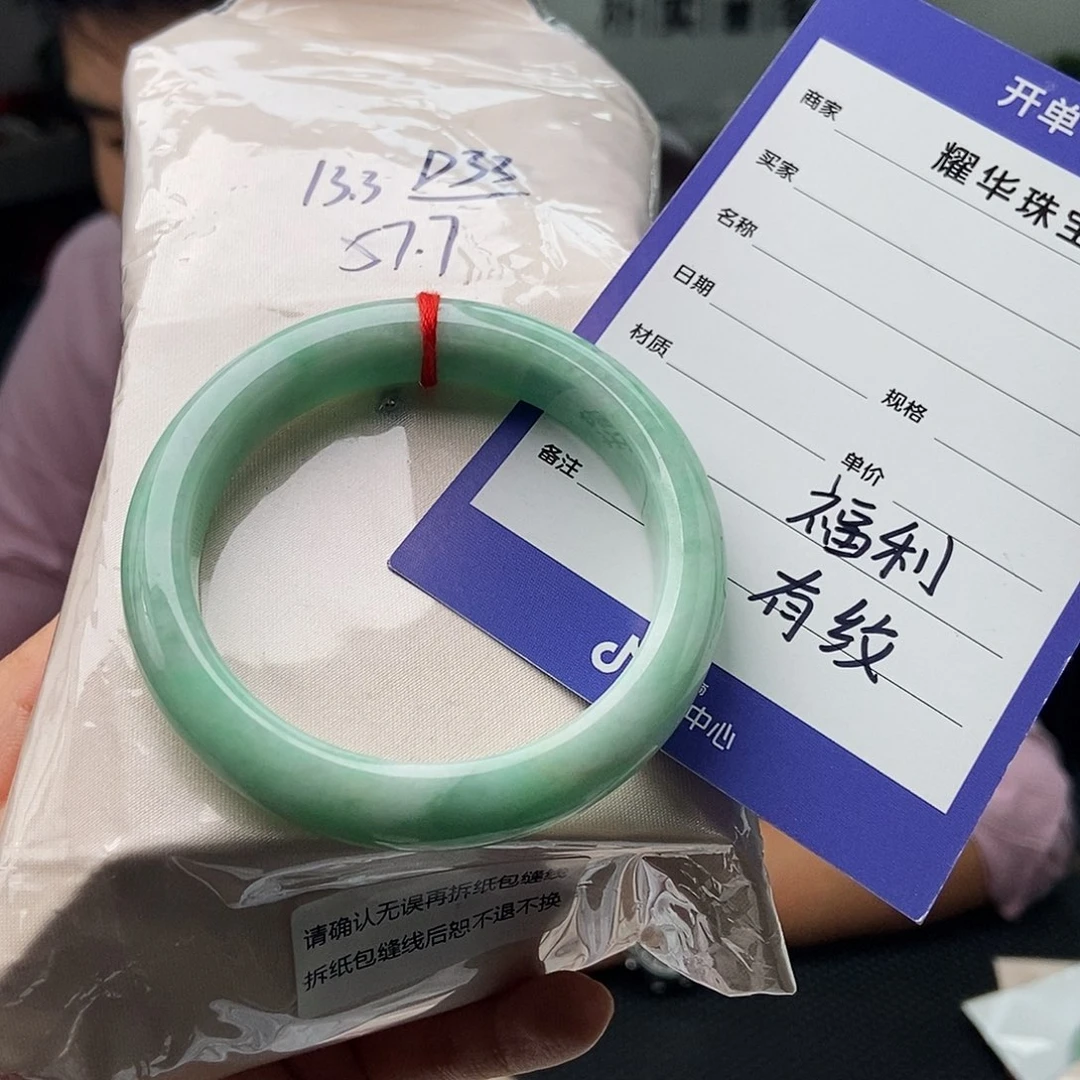 13.3 D33
57.7
开单
耀华珠宝
商家
买家
名称
日期
材质
规格
单价
备注
福利
有纹
中心
请确认无误再拆纸包缝线
拆纸包缝线后恕不退不换